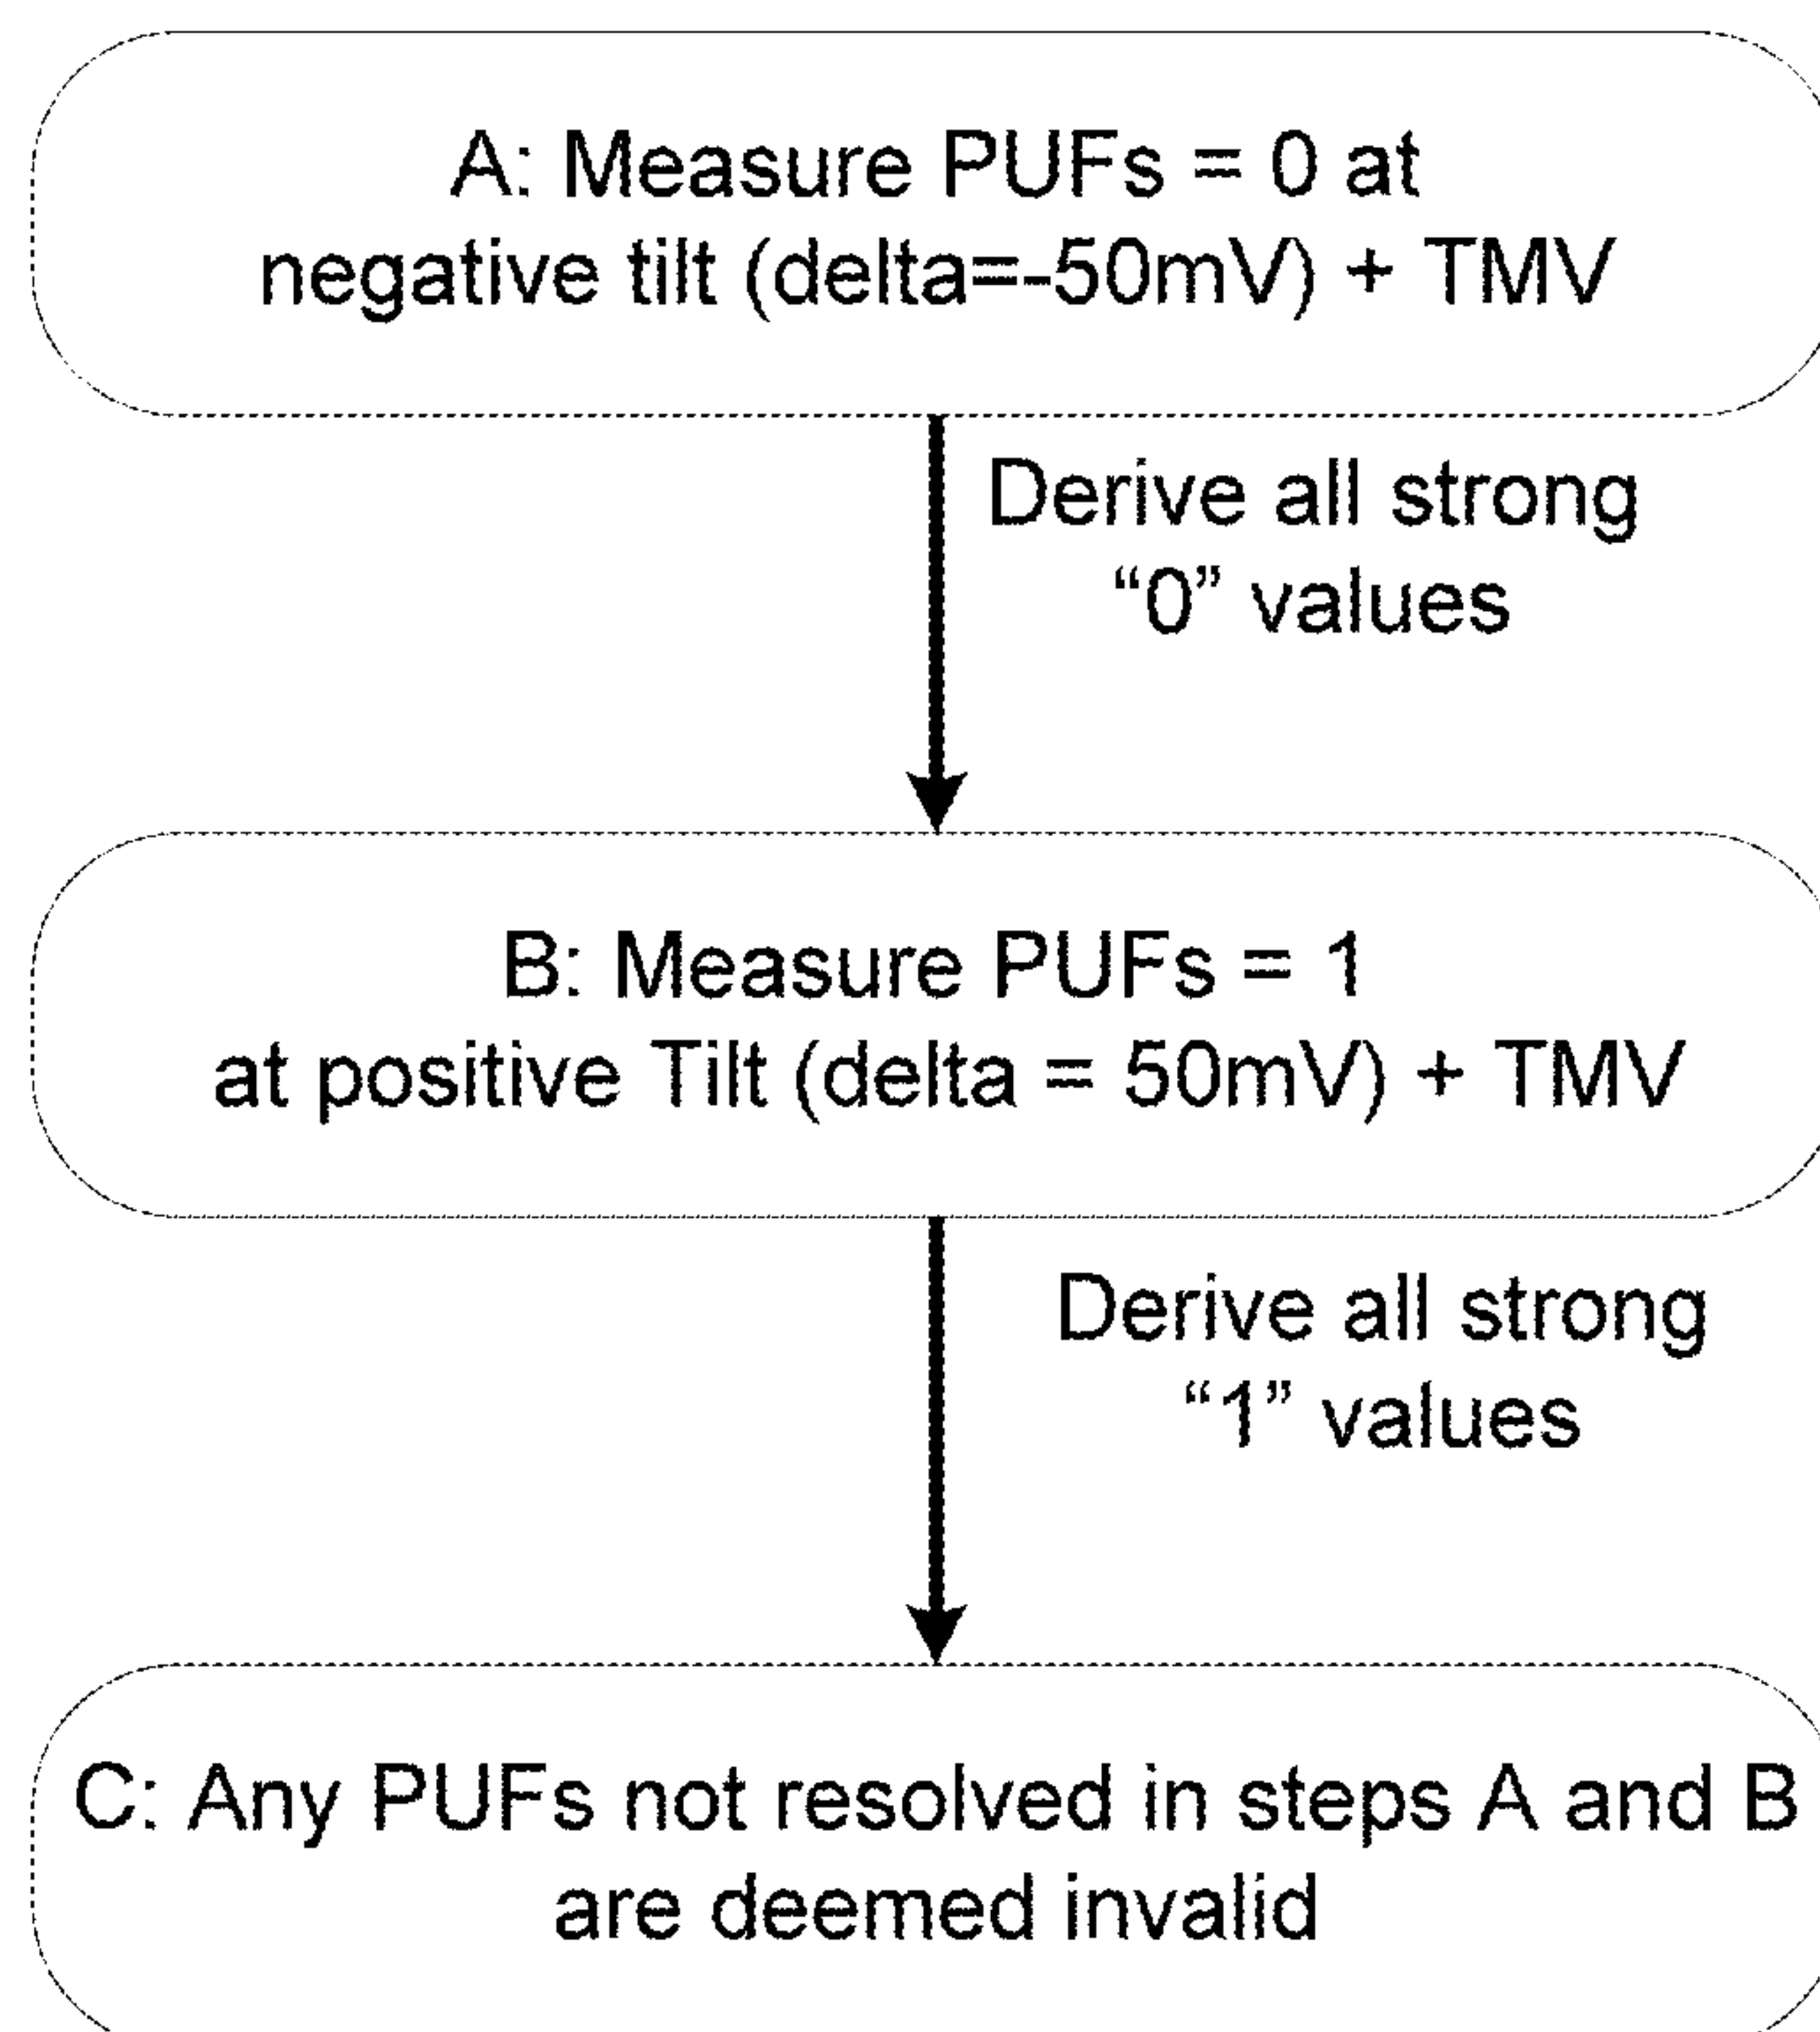 A: Measure PUFs = 0 at
negative tilt (delta=-50mV) + TMV
Derive all strong
“0” values
B: Measure PUFs = 1
at positive Tilt (delta = 50mV) + TMV
Derive all strong
“1” values
C: Any PUFs not resolved in steps A and B
are deemed invalid